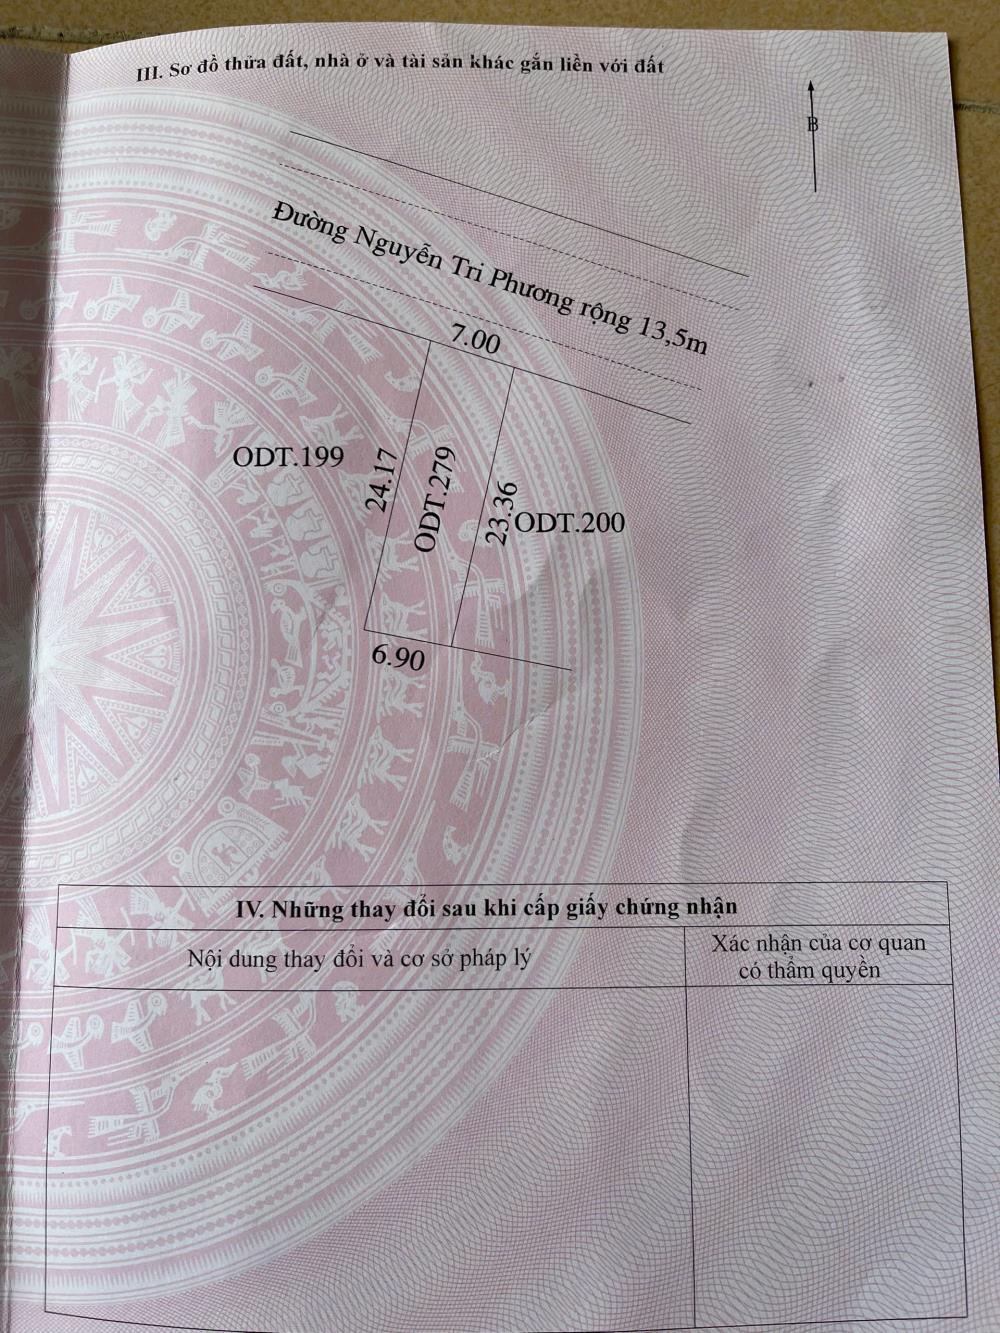 III. Sơ đồ thửa đất, nhà ở và tài sản khác gắn liền với đất
B
Đường Nguyễn Tri Phương rộng 13,5m
7.00
ODT.199
24.17
ODT.279
23.36
ODT.200
6.90
IV. Những thay đổi sau khi cấp giấy chứng nhận
Nội dung thay đổi và cơ sở pháp lý
Xác nhận của cơ quan
có thẩm quyền